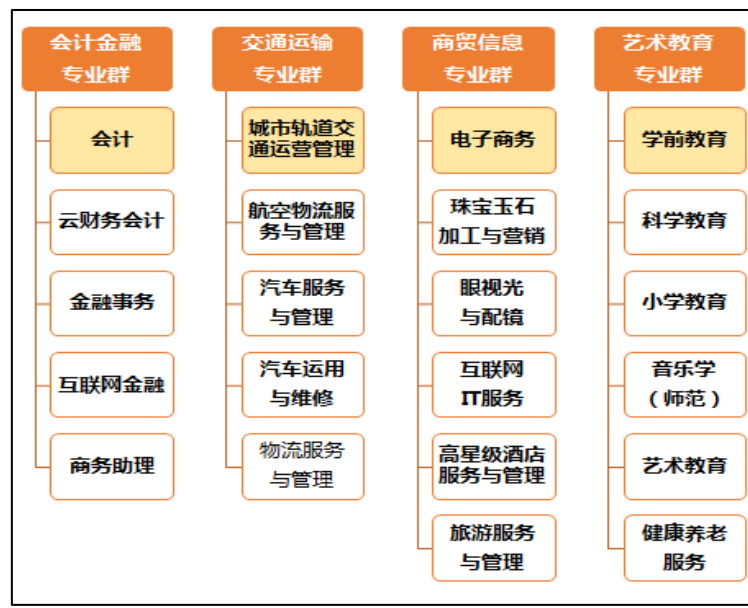 会计金融
专业群
会计
云财务会计
金融事务
互联网金融
商务助理
交通运输
专业群
城市轨道交
通运营管理
航空物流服
务与管理
汽车服务
与管理
汽车运用
与维修
物流服务
与管理
商贸信息
专业群
电子商务
珠宝玉石
加工与营销
眼视光
与配镜
互联网
IT服务
高星级酒店
服务与管理
旅游服务
与管理
艺术教育
专业群
学前教育
科学教育
小学教育
音乐学
（师范）
艺术教育
健康养老
服务